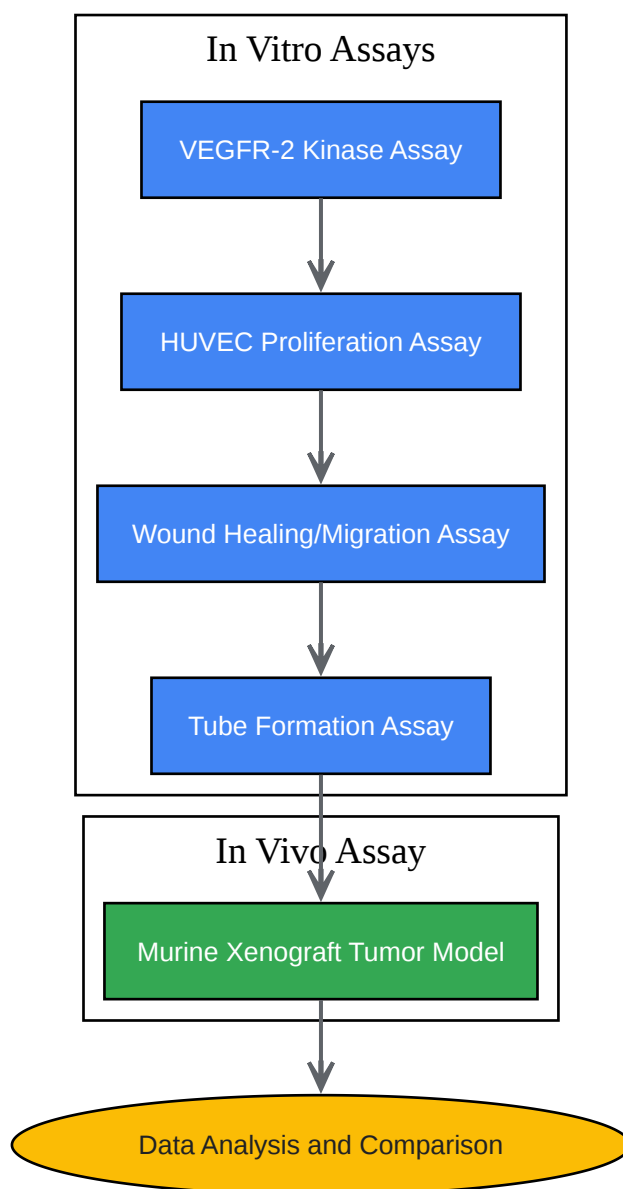 In Vitro Assays
VEGFR-2 Kinase Assay
HUVEC Proliferation Assay
Wound Healing/Migration Assay
Tube Formation Assay
In Vivo Assay
Murine Xenograft Tumor Model
Data Analysis and Comparison